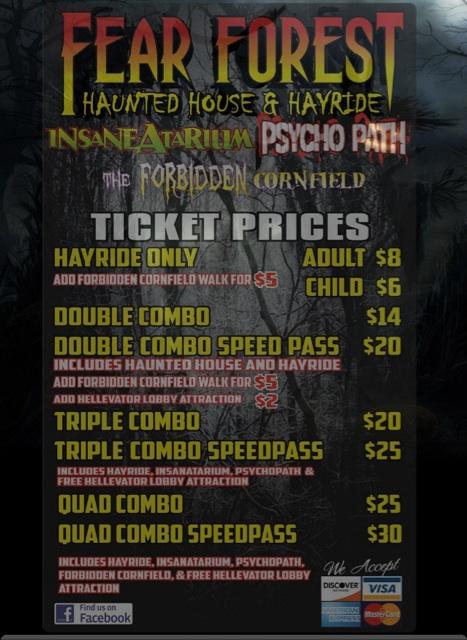 FEAR FOREST
HAUNTED HOUSE & HAYRIDE
INSANEATARIUM PSYCHO PATH
THE FORBIDDEN CORNFIELD
TICKET PRICES
HAYRIDE ONLY ADULT $8
ADD FORBIDDEN CORNFIELD WALK FOR $5
CHILD $6
DOUBLE COMBO $14
DOUBLE COMBO SPEED PASS $20
INCLUDES HAUNTED HOUSE AND HAYRIDE
ADD FORBIDDEN CORNFIELD WALK FOR $5
ADD HELLEVATOR LOBBY ATTRACTION $2
TRIPLE COMBO $20
TRIPLE COMBO SPEEDPASS $25
INCLUDES HAYRIDE, INSANATARIUM, PSYCHOPATH &
FREE HELLEVATOR LOBBY ATTRACTION
QUAD COMBO $25
QUAD COMBO SPEEDPASS $30
INCLUDES HAYRIDE, INSANATARIUM, PSYCHOPATH,
FORBIDDEN CORNFIELD, & FREE HELLEVATOR LOBBY
ATTRACTION
We Accept
DISCOVER NETWORK VISA
AMERICAN EXPRESS MasterCard
Find us on
Facebook